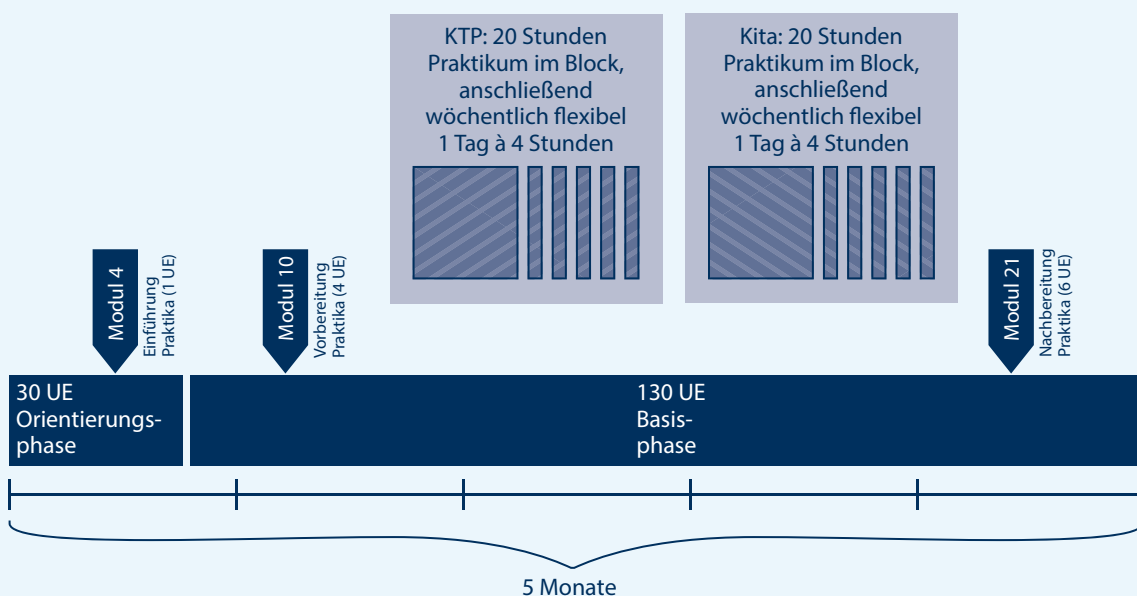 KTP: 20 Stunden
Praktikum im Block,
anschließend
wöchentlich flexibel
1 Tag à 4 Stunden
Kita: 20 Stunden
Praktikum im Block,
anschließend
wöchentlich flexibel
1 Tag à 4 Stunden
Modul 4
Einführung
Praktika (1 UE)
Modul 10
Vorbereitung
Praktika (4 UE)
Modul 21
Nachbereitung
Praktika (6 UE)
30 UE
Orientierungs-
phase
130 UE
Basis-
phase
5 Monate